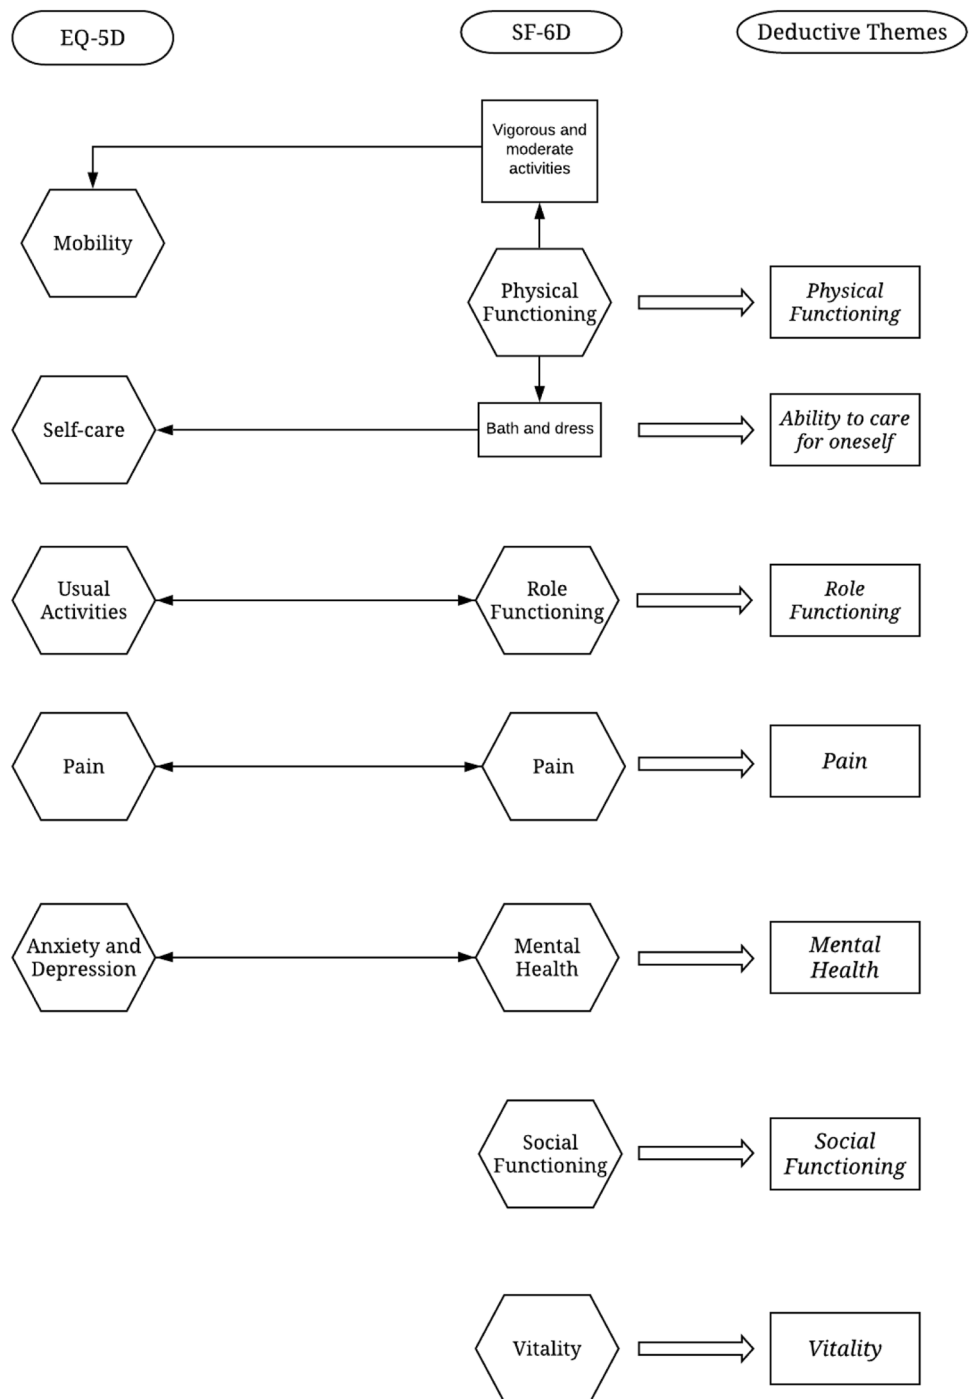 EQ-5D
SF-6D
Deductive Themes
Vigorous and
moderate
activities
Mobility
Physical
Functioning
Physical
Functioning
Self-care
Bath and dress
Ability to care
for oneself
Usual
Activities
Role
Functioning
Role
Functioning
Pain
Pain
Pain
Anxiety and
Depression
Mental
Health
Mental
Health
Social
Functioning
Social
Functioning
Vitality
Vitality